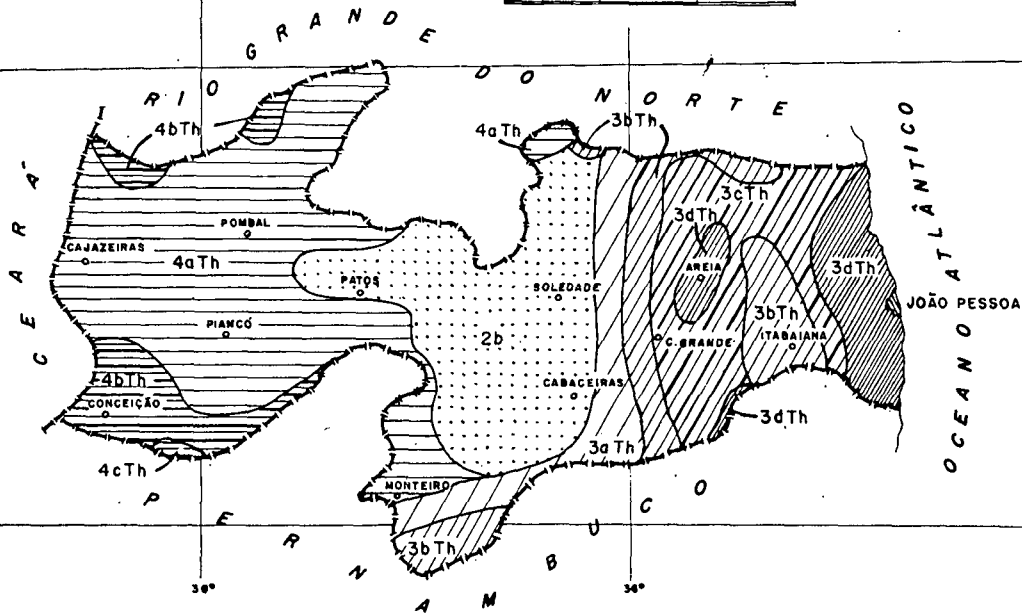 RIO GRANDE DO NORTE
CEARÁ
OCEANO ATLÂNTICO
PERNAMBUCO
4bTh
4aTh
3bTh
3cTh
3dTh
POMBAL
CAJAZEIRAS
4aTh
PATOS
SOLEDADE
AREIA
3dTh
JOÃO PESSOA
3bTh
PIANCÓ
2b
C. GRANDE
ITABAIANA
4bTh
CABACEIRAS
CONCEIÇÃO
3dTh
3aTh
4cTh
MONTEIRO
3bTh
38°
36°